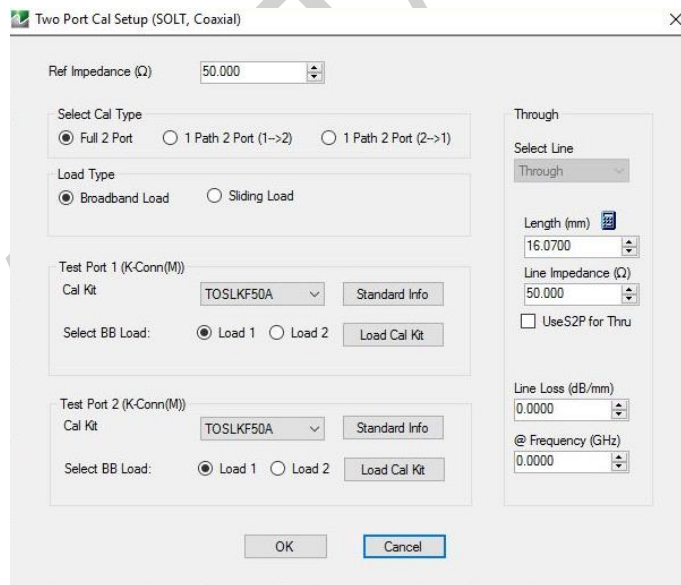 Two Port Cal Setup (SOLT, Coaxial)
Ref Impedance (Ω) 50.000
Select Cal Type
Full 2 Port 1 Path 2 Port (1-->2) 1 Path 2 Port (2-->1)
Load Type
Broadband Load Sliding Load
Test Port 1 (K-Conn(M))
Cal Kit TOSLKF50A Standard Info
Select BB Load: Load 1 Load 2 Load Cal Kit
Test Port 2 (K-Conn(M))
Cal Kit TOSLKF50A Standard Info
Select BB Load: Load 1 Load 2 Load Cal Kit
Through
Select Line
Through
Length (mm)
16.0700
Line Impedance (Ω)
50.000
UseS2P for Thru
Line Loss (dB/mm)
0.0000
@ Frequency (GHz)
0.0000
OK Cancel